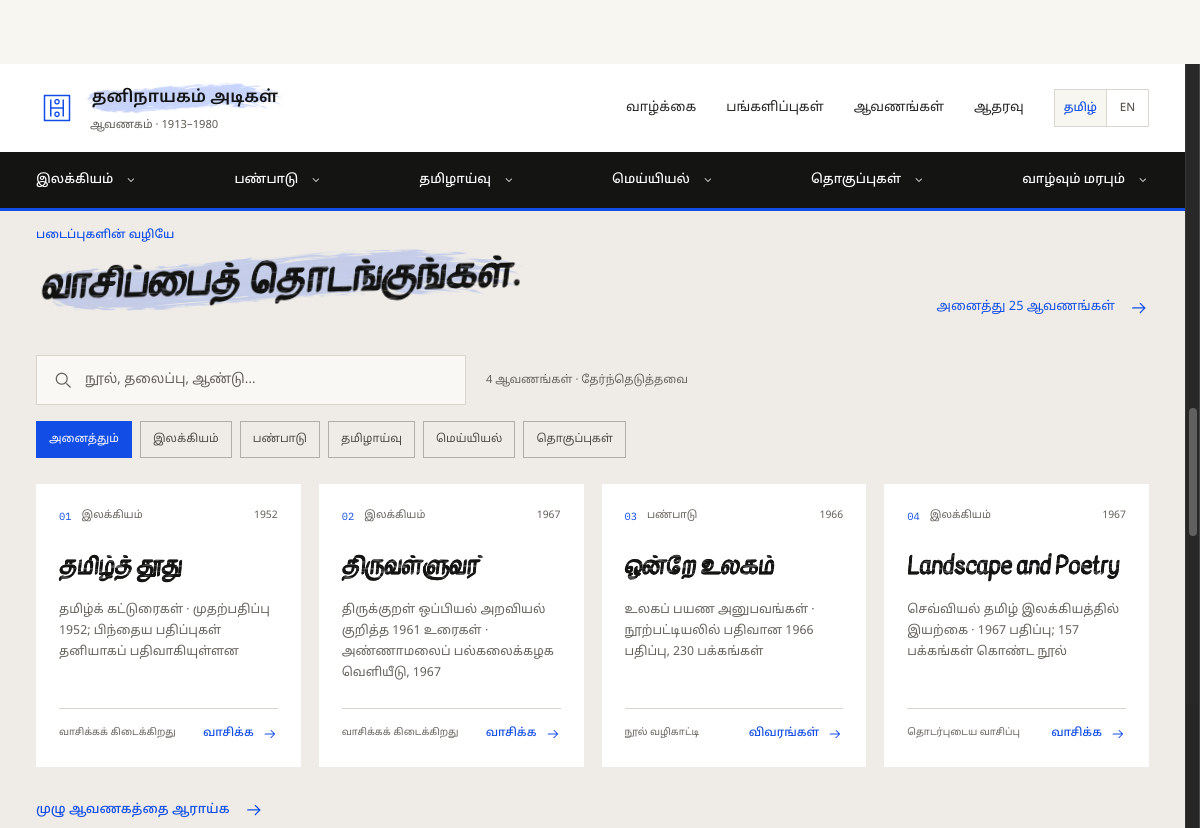 தனிநாயகம் அடிகள்
ஆவணகம் · 1913–1980
வாழ்க்கை பங்களிப்புகள் ஆவணங்கள் ஆதரவு தமிழ் EN
இலக்கியம் பண்பாடு தமிழாய்வு மெய்யியல் தொகுப்புகள் வாழ்வும் மரபும்
படைப்புகளின் வழியே
வாசிப்பைத் தொடங்குங்கள்.
அனைத்து 25 ஆவணங்கள் →
நூல், தலைப்பு, ஆண்டு...
4 ஆவணங்கள் · தேர்ந்தெடுத்தவை
அனைத்தும் இலக்கியம் பண்பாடு தமிழாய்வு மெய்யியல் தொகுப்புகள்
01 இலக்கியம் 1952
தமிழ்த் தூது
தமிழ்க் கட்டுரைகள் · முதற்பதிப்பு
1952; பிந்தைய பதிப்புகள்
தனியாகப் பதிவாகியுள்ளன
வாசிக்கக் கிடைக்கிறது வாசிக்க →
02 இலக்கியம் 1967
திருவள்ளுவர்
திருக்குறள் ஒப்பியல் அறவியல்
குறித்த 1961 உரைகள் ·
அண்ணாமலைப் பல்கலைக்கழக
வெளியீடு, 1967
வாசிக்கக் கிடைக்கிறது வாசிக்க →
03 பண்பாடு 1966
ஒன்றே உலகம்
உலகப் பயண அனுபவங்கள் ·
நூற்பட்டியலில் பதிவான 1966
பதிப்பு, 230 பக்கங்கள்
நூல் வழிகாட்டி விவரங்கள் →
04 இலக்கியம் 1967
Landscape and Poetry
செவ்வியல் தமிழ் இலக்கியத்தில்
இயற்கை · 1967 பதிப்பு; 157
பக்கங்கள் கொண்ட நூல்
தொடர்புடைய வாசிப்பு வாசிக்க →
முழு ஆவணகத்தை ஆராய்க →